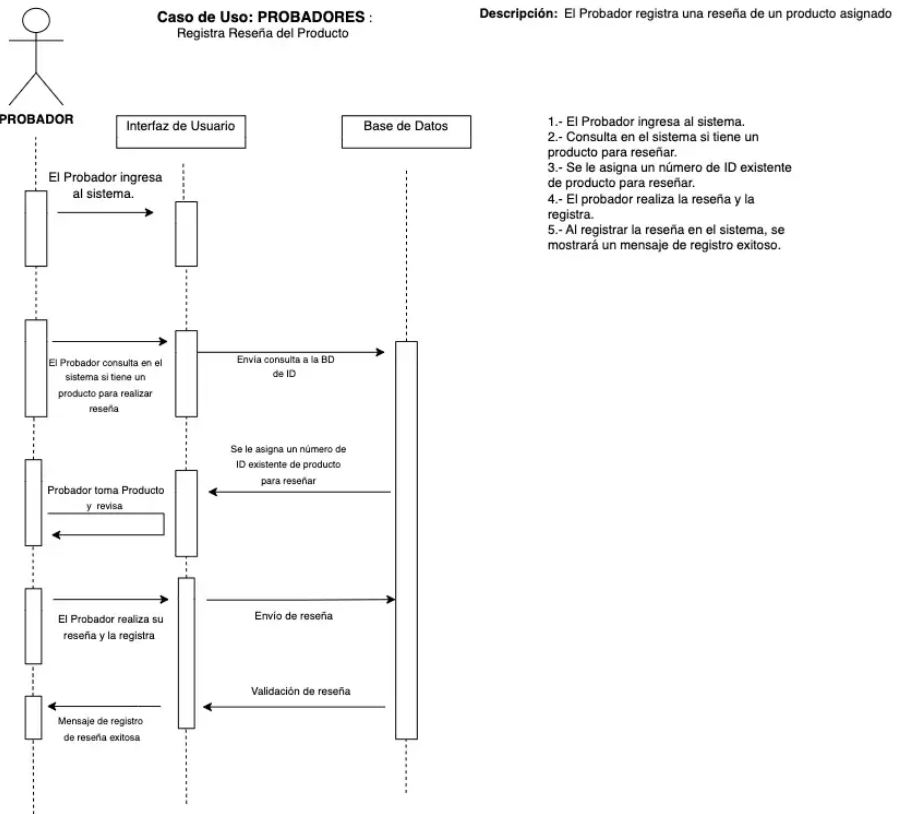 Caso de Uso: PROBADORES :
Registra Reseña del Producto
Descripción: El Probador registra una reseña de un producto asignado
PROBADOR
Interfaz de Usuario
Base de Datos
1.- El Probador ingresa al sistema.
2.- Consulta en el sistema si tiene un
producto para reseñar.
3.- Se le asigna un número de ID existente
de producto para reseñar.
4.- El probador realiza la reseña y la
registra.
5.- Al registrar la reseña en el sistema, se
mostrará un mensaje de registro exitoso.
El Probador ingresa
al sistema.
El Probador consulta en el
sistema si tiene un
producto para realizar
reseña
Envía consulta a la BD
de ID
Se le asigna un número de
ID existente de producto
para reseñar
Probador toma Producto
y revisa
El Probador realiza su
reseña y la registra
Envío de reseña
Validación de reseña
Mensaje de registro
de reseña exitosa